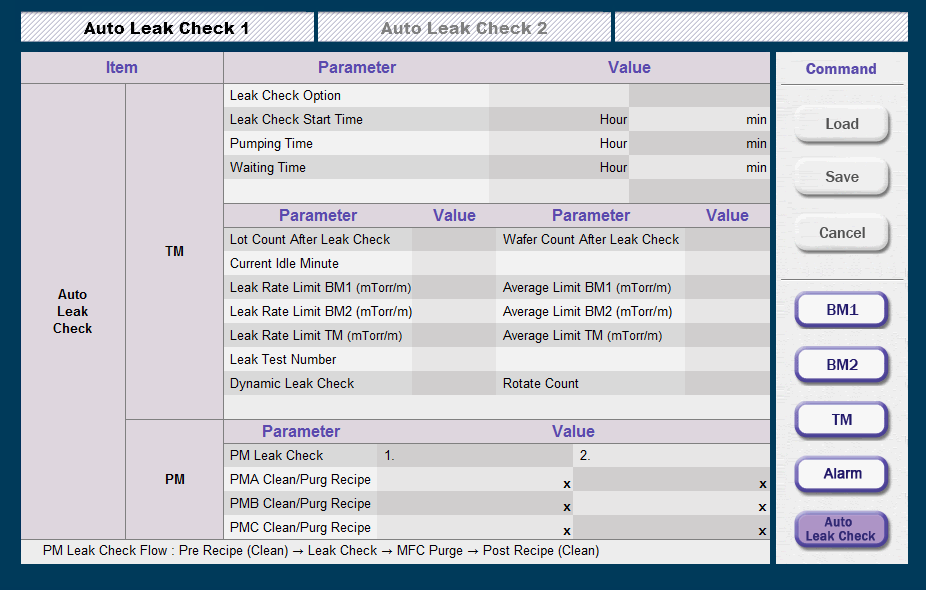 Auto Leak Check 1 Auto Leak Check 2
Item Parameter Value
Leak Check Option
Leak Check Start Time Hour min
Pumping Time Hour min
Waiting Time Hour min
TM
Parameter Value Parameter Value
Lot Count After Leak Check Wafer Count After Leak Check
Current Idle Minute
Leak Rate Limit BM1 (mTorr/m) Average Limit BM1 (mTorr/m)
Leak Rate Limit BM2 (mTorr/m) Average Limit BM2 (mTorr/m)
Leak Rate Limit TM (mTorr/m) Average Limit TM (mTorr/m)
Leak Test Number
Dynamic Leak Check Rotate Count
Auto
Leak
Check
PM
Parameter Value
PM Leak Check 1. 2.
PMA Clean/Purg Recipe x x
PMB Clean/Purg Recipe x x
PMC Clean/Purg Recipe x x
PM Leak Check Flow : Pre Recipe (Clean) → Leak Check → MFC Purge → Post Recipe (Clean)
Command
Load
Save
Cancel
BM1
BM2
TM
Alarm
Auto
Leak Check